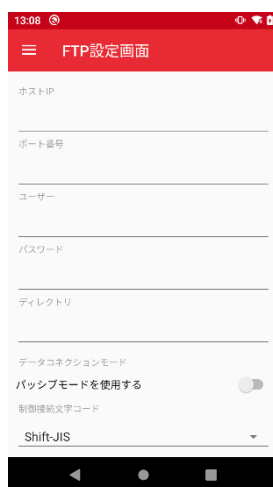 13:08
FTP設定画面
ホストIP
ポート番号
ユーザー
パスワード
ディレクトリ
データコネクションモード
パッシブモードを使用する
制御接続文字コード
Shift-JIS